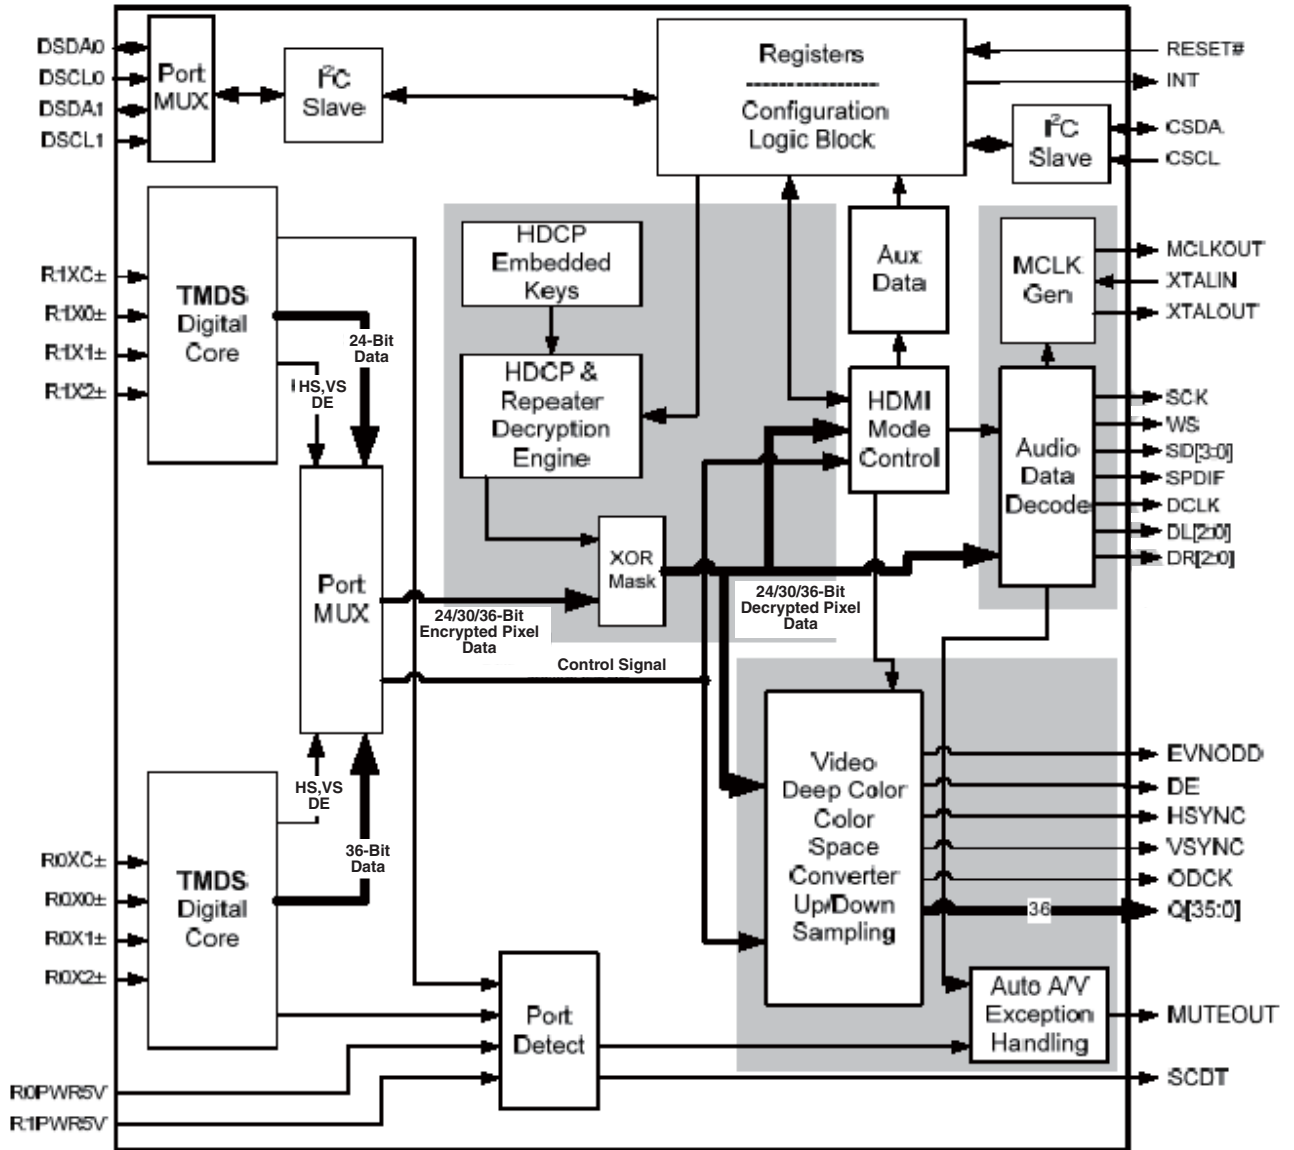 DSDA0
DSCL0
DSDA1
DSCL1
Port
MUX
I²C
Slave
Registers
Configuration
Logic Block
I²C
Slave
RESET#
INT
CSDA
CSCL
R1XC±
R1X0±
R1X1±
R1X2±
TMDS
Digital
Core
24-Bit
Data
HS,VS
DE
HDCP
Embedded
Keys
HDCP &
Repeater
Decryption
Engine
Aux
Data
HDMI
Mode
Control
MCLK
Gen
Audio
Data
Decode
MCLKOUT
XTALIN
XTALOUT
SCK
WS
SD[3:0]
SPDIF
DCLK
DL[2:0]
DR[2:0]
Port
MUX
XOR
Mask
24/30/36-Bit
Encrypted Pixel
Data
24/30/36-Bit
Decrypted Pixel
Data
Control Signal
HS,VS
DE
36-Bit
Data
R0XC±
R0X0±
R0X1±
R0X2±
TMDS
Digital
Core
Video
Deep Color
Color
Space
Converter
Up/Down
Sampling
EVNODD
DE
HSYNC
VSYNC
ODCK
36
Q[35:0]
Port
Detect
Auto A/V
Exception
Handling
MUTEOUT
SCDT
R0PWR5V
R1PWR5V